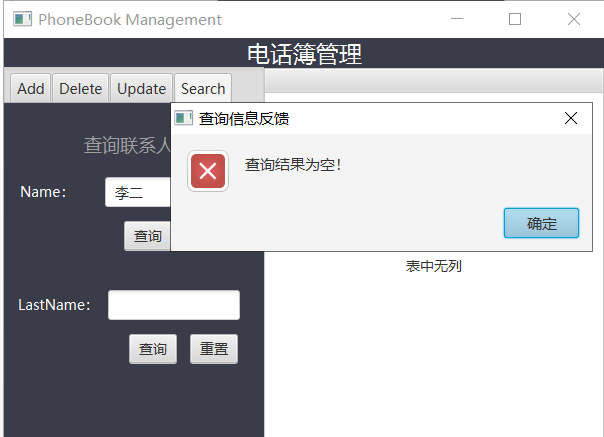 PhoneBook Management
电话簿管理
Add Delete Update Search
查询信息反馈
查询联系人
查询结果为空！
Name：
李二
确定
查询
表中无列
LastName：
查询 重置